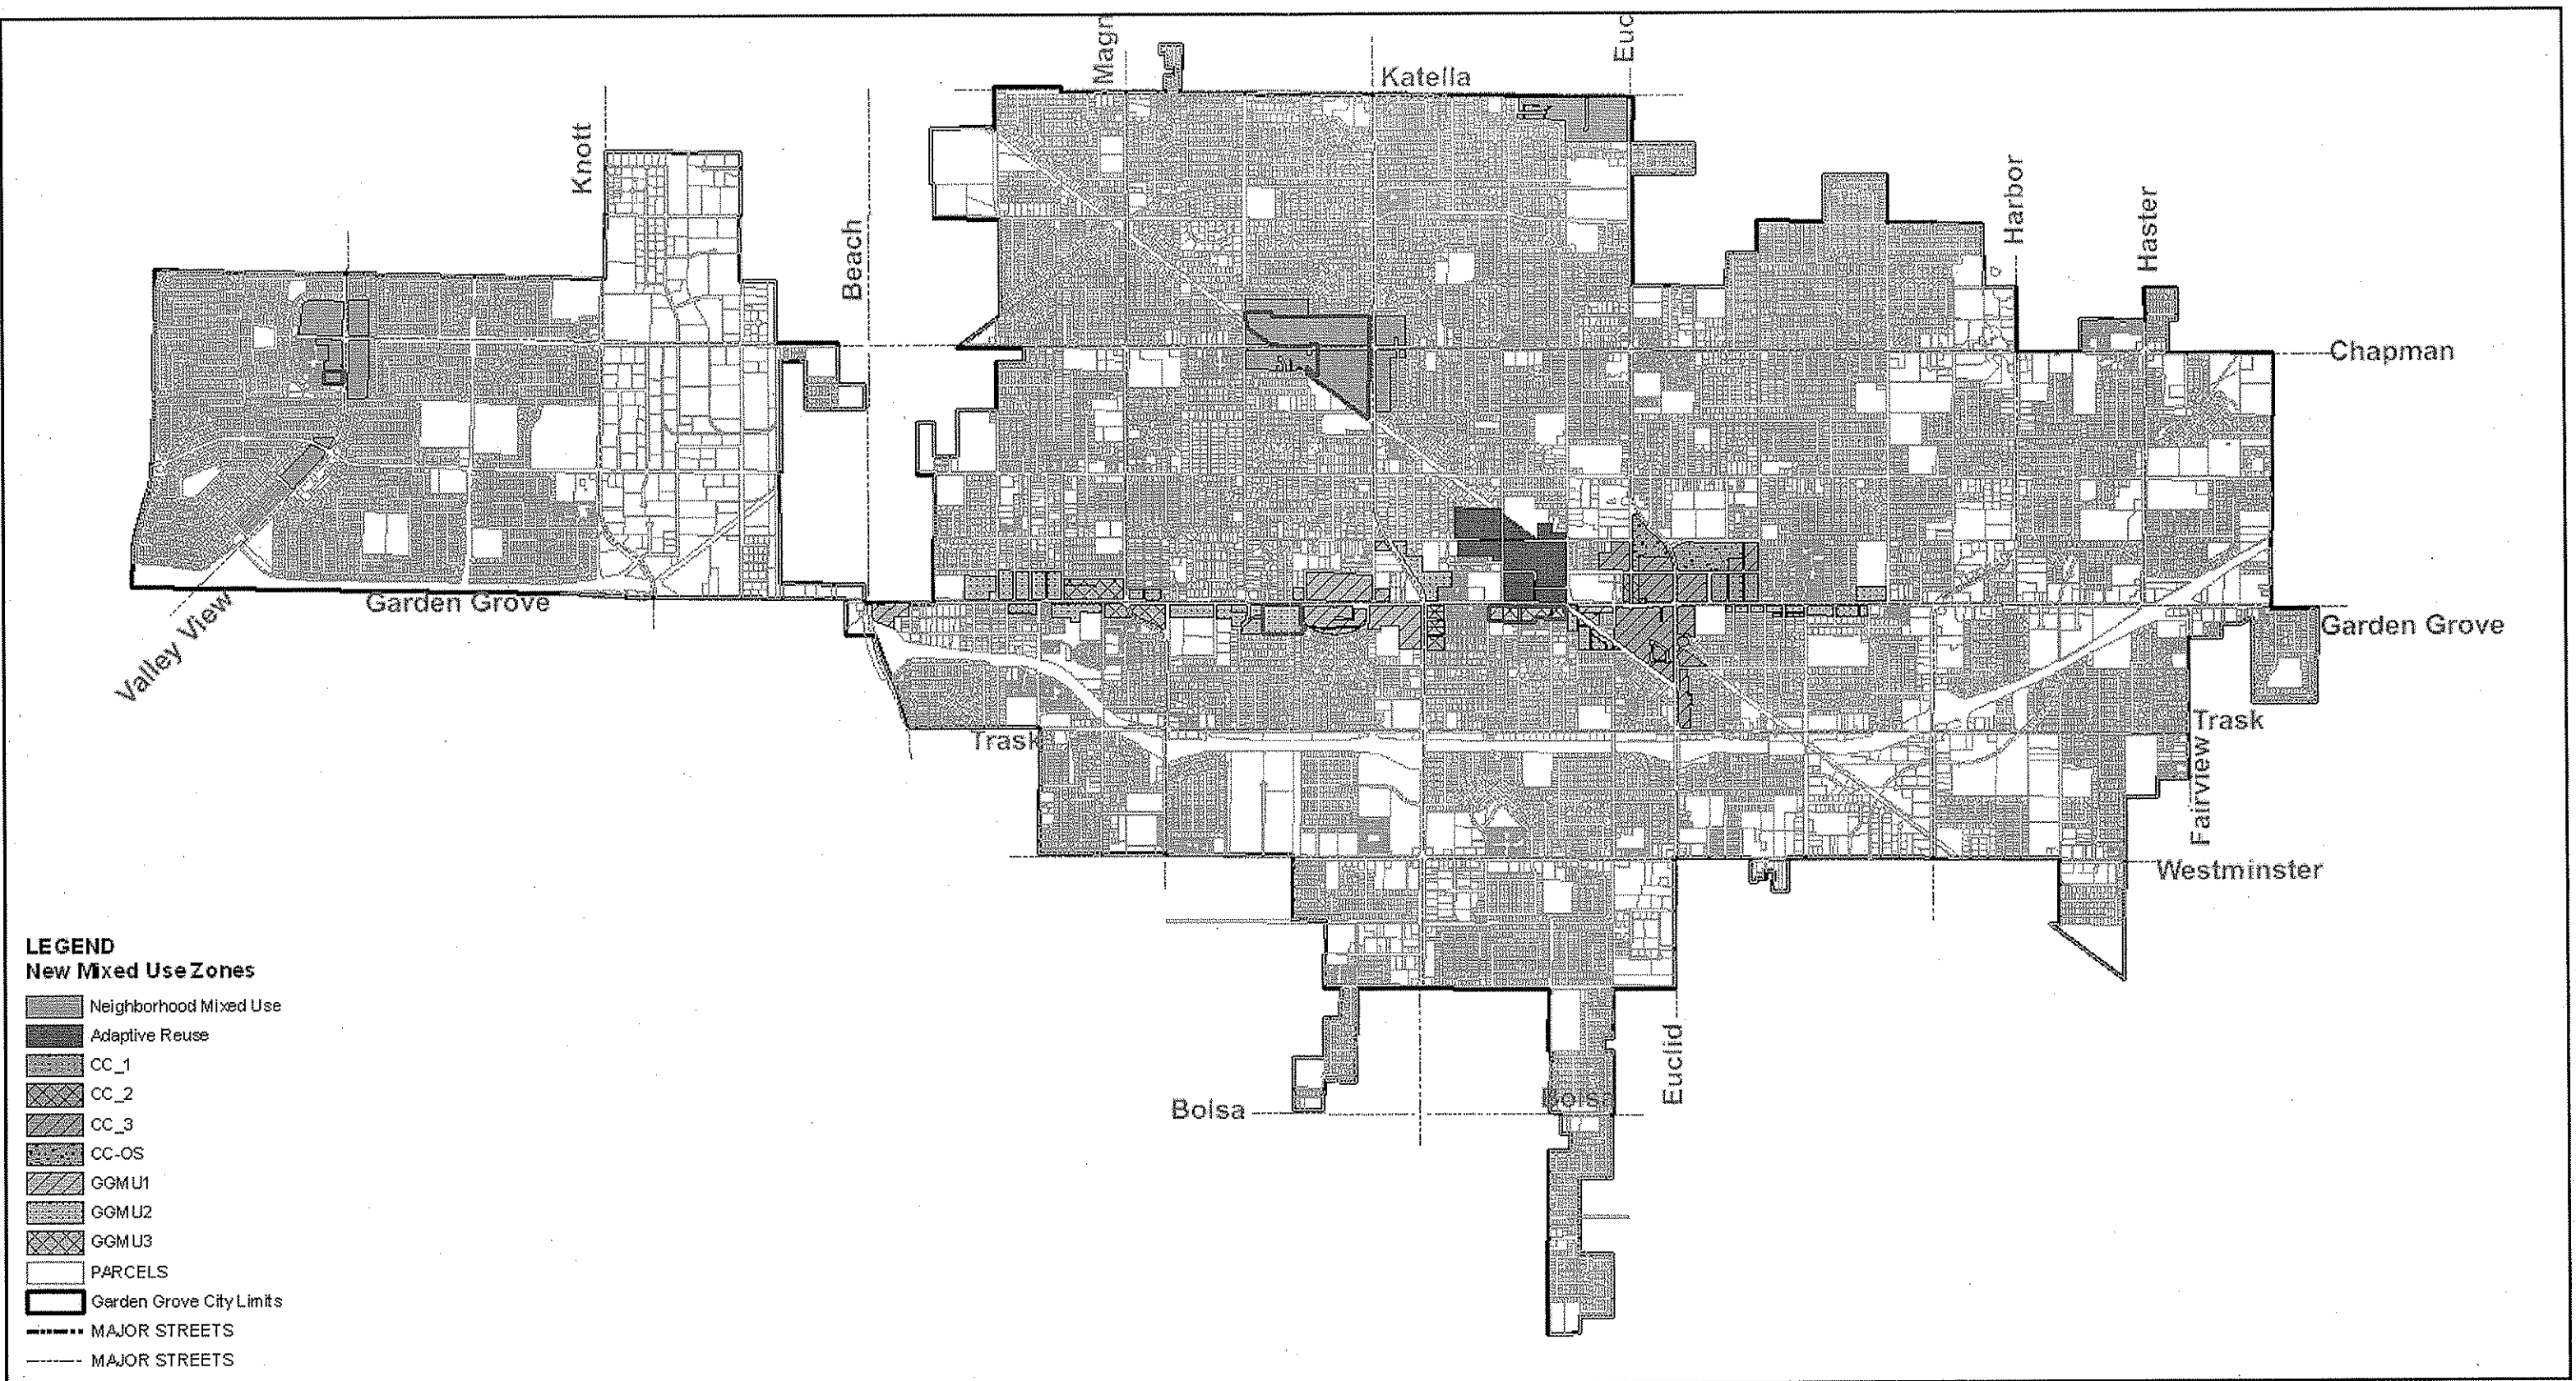 Magn
Euc
Katella
Knott
Beach
Harbor
Haster
Chapman
Garden Grove
Valley View
Garden Grove
Trask
Trask
Fairview
Westminster
Euclid
Bolsa
Bolsa
LEGEND
New Mixed Use Zones
Neighborhood Mixed Use
Adaptive Reuse
CC_1
CC_2
CC_3
CC-OS
GGMU1
GGMU2
GGMU3
PARCELS
Garden Grove City Limits
MAJOR STREETS
MAJOR STREETS